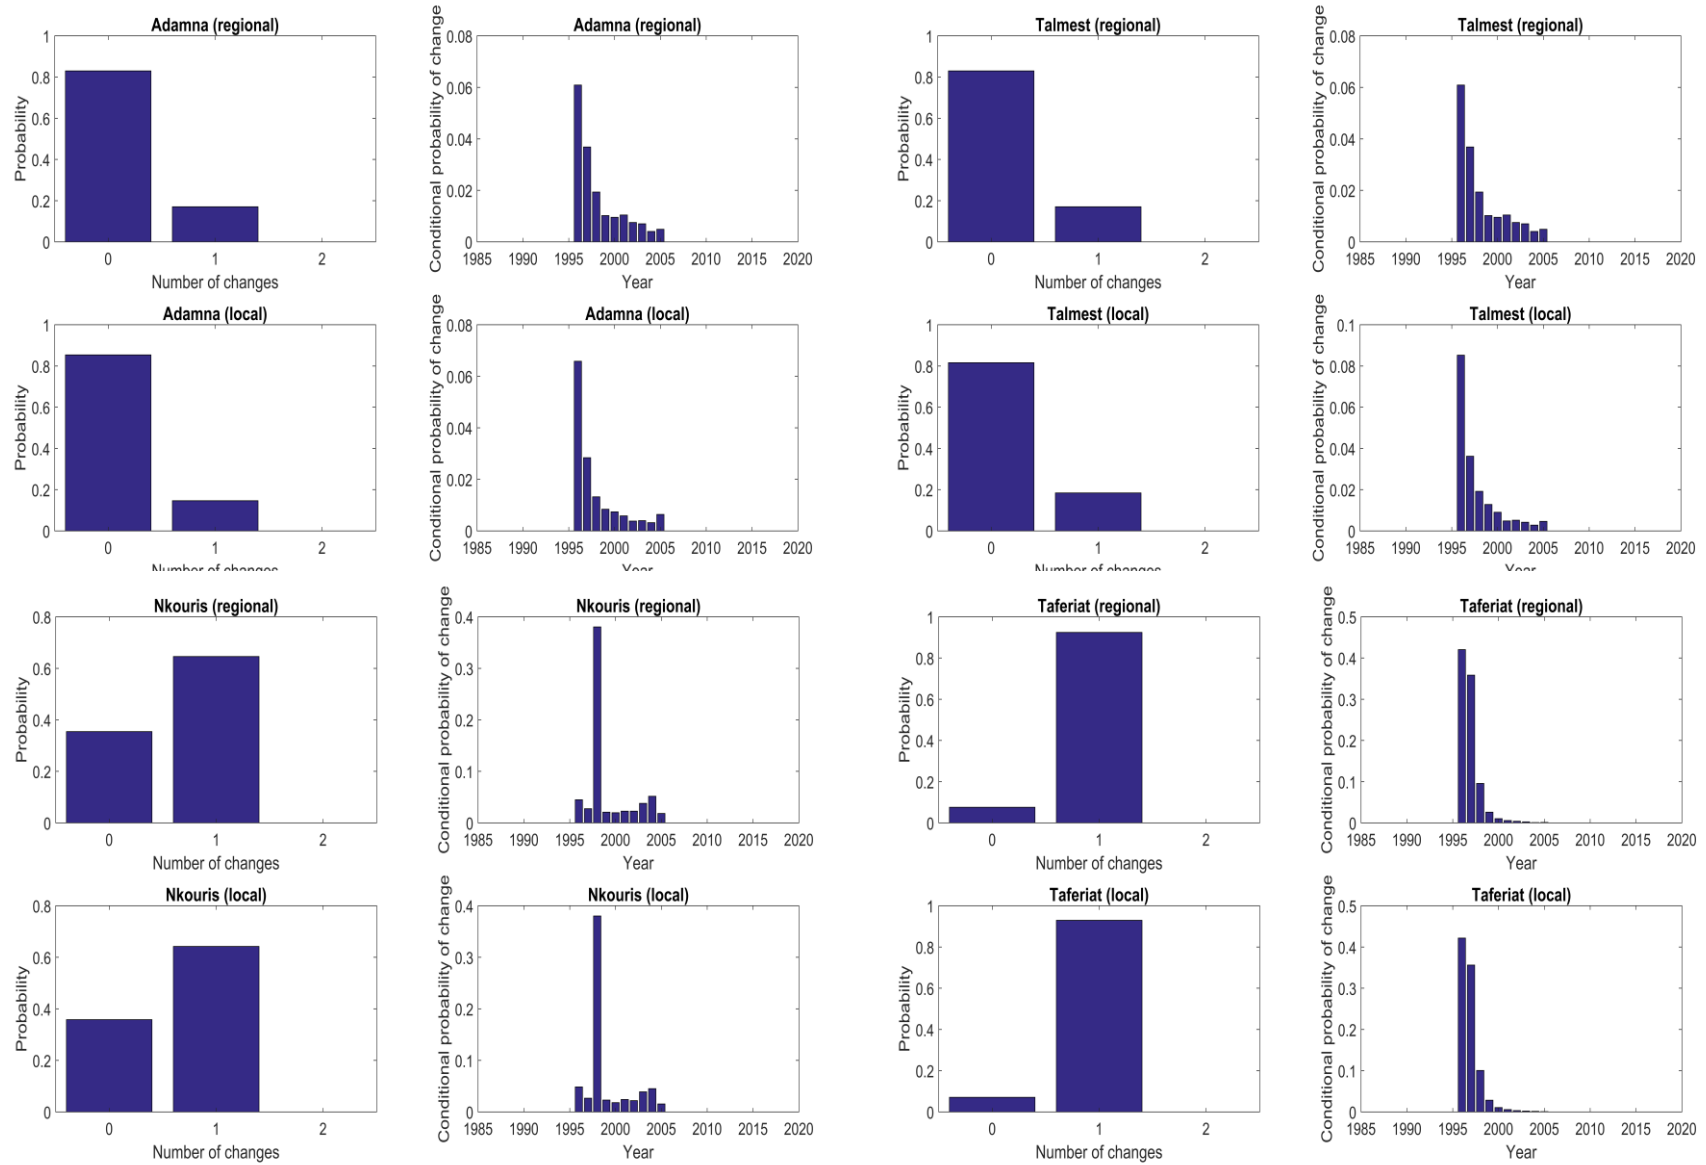 Adamna (regional)
Probability
1
0.8
0.6
0.4
0.2
0
0 1 2
Number of changes
Adamna (regional)
Conditional probability of change
0.08
0.06
0.04
0.02
0
1985 1990 1995 2000 2005 2010 2015 2020
Year
Talmest (regional)
Probability
1
0.8
0.6
0.4
0.2
0
0 1 2
Number of changes
Talmest (regional)
Conditional probability of change
0.08
0.06
0.04
0.02
0
1985 1990 1995 2000 2005 2010 2015 2020
Year
Adamna (local)
Probability
1
0.8
0.6
0.4
0.2
0
0 1 2
Number of changes
Adamna (local)
Conditional probability of change
0.08
0.06
0.04
0.02
0
1985 1990 1995 2000 2005 2010 2015 2020
Year
Talmest (local)
Probability
1
0.8
0.6
0.4
0.2
0
0 1 2
Number of changes
Talmest (local)
Conditional probability of change
0.1
0.08
0.06
0.04
0.02
0
1985 1990 1995 2000 2005 2010 2015 2020
Year
Nkouris (regional)
Probability
0.8
0.6
0.4
0.2
0
0 1 2
Number of changes
Nkouris (regional)
Conditional probability of change
0.4
0.3
0.2
0.1
0
1985 1990 1995 2000 2005 2010 2015 2020
Year
Taferiat (regional)
Probability
1
0.8
0.6
0.4
0.2
0
0 1 2
Number of changes
Taferiat (regional)
Conditional probability of change
0.5
0.4
0.3
0.2
0.1
0
1985 1990 1995 2000 2005 2010 2015 2020
Year
Nkouris (local)
Probability
0.8
0.6
0.4
0.2
0
0 1 2
Number of changes
Nkouris (local)
Conditional probability of change
0.4
0.3
0.2
0.1
0
1985 1990 1995 2000 2005 2010 2015 2020
Year
Taferiat (local)
Probability
1
0.8
0.6
0.4
0.2
0
0 1 2
Number of changes
Taferiat (local)
Conditional probability of change
0.5
0.4
0.3
0.2
0.1
0
1985 1990 1995 2000 2005 2010 2015 2020
Year